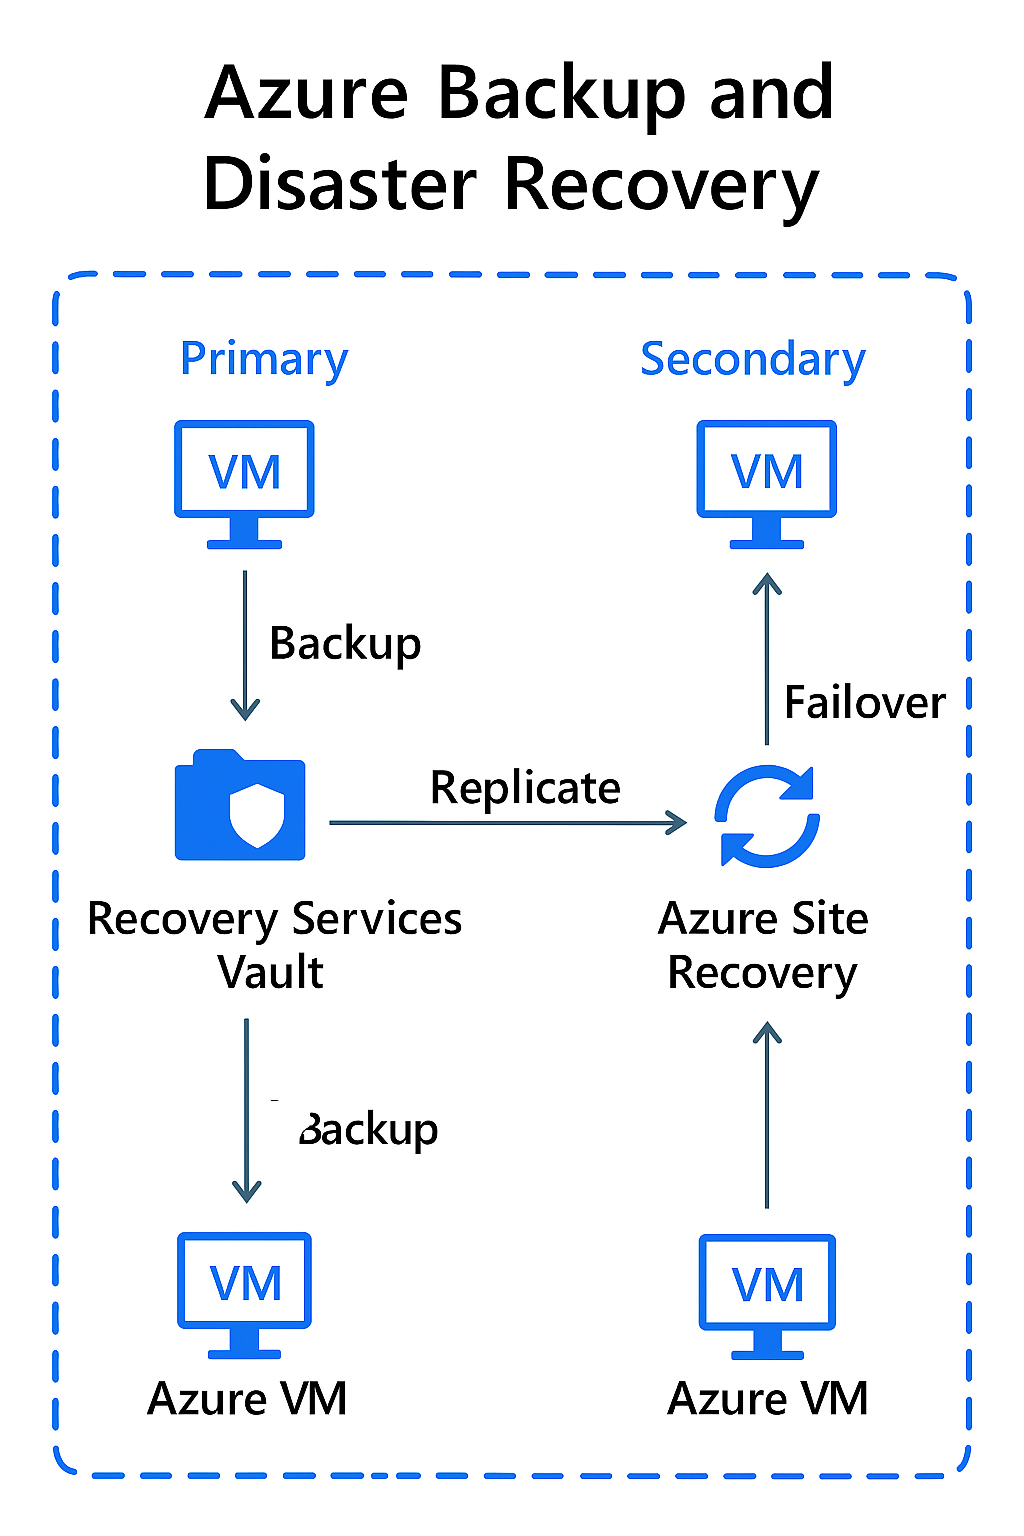 Azure Backup and
Disaster Recovery
Primary
Secondary
VM
VM
Backup
Failover
Replicate
Recovery Services
Vault
Azure Site
Recovery
Backup
VM
VM
Azure VM
Azure VM